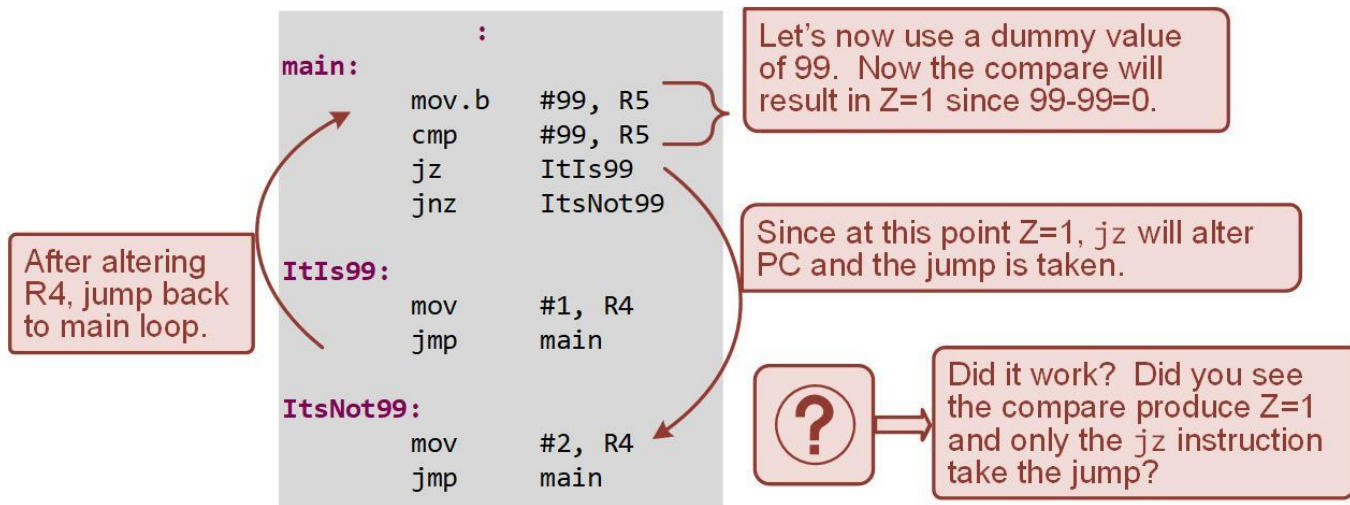 :
main:
mov.b #99, R5
cmp #99, R5
jz ItIs99
jnz ItsNot99
ItIs99:
mov #1, R4
jmp main
ItsNot99:
mov #2, R4
jmp main
Let's now use a dummy value
of 99. Now the compare will
result in Z=1 since 99-99=0.
Since at this point Z=1, jz will alter
PC and the jump is taken.
After altering
R4, jump back
to main loop.
?
Did it work? Did you see
the compare produce Z=1
and only the jz instruction
take the jump?